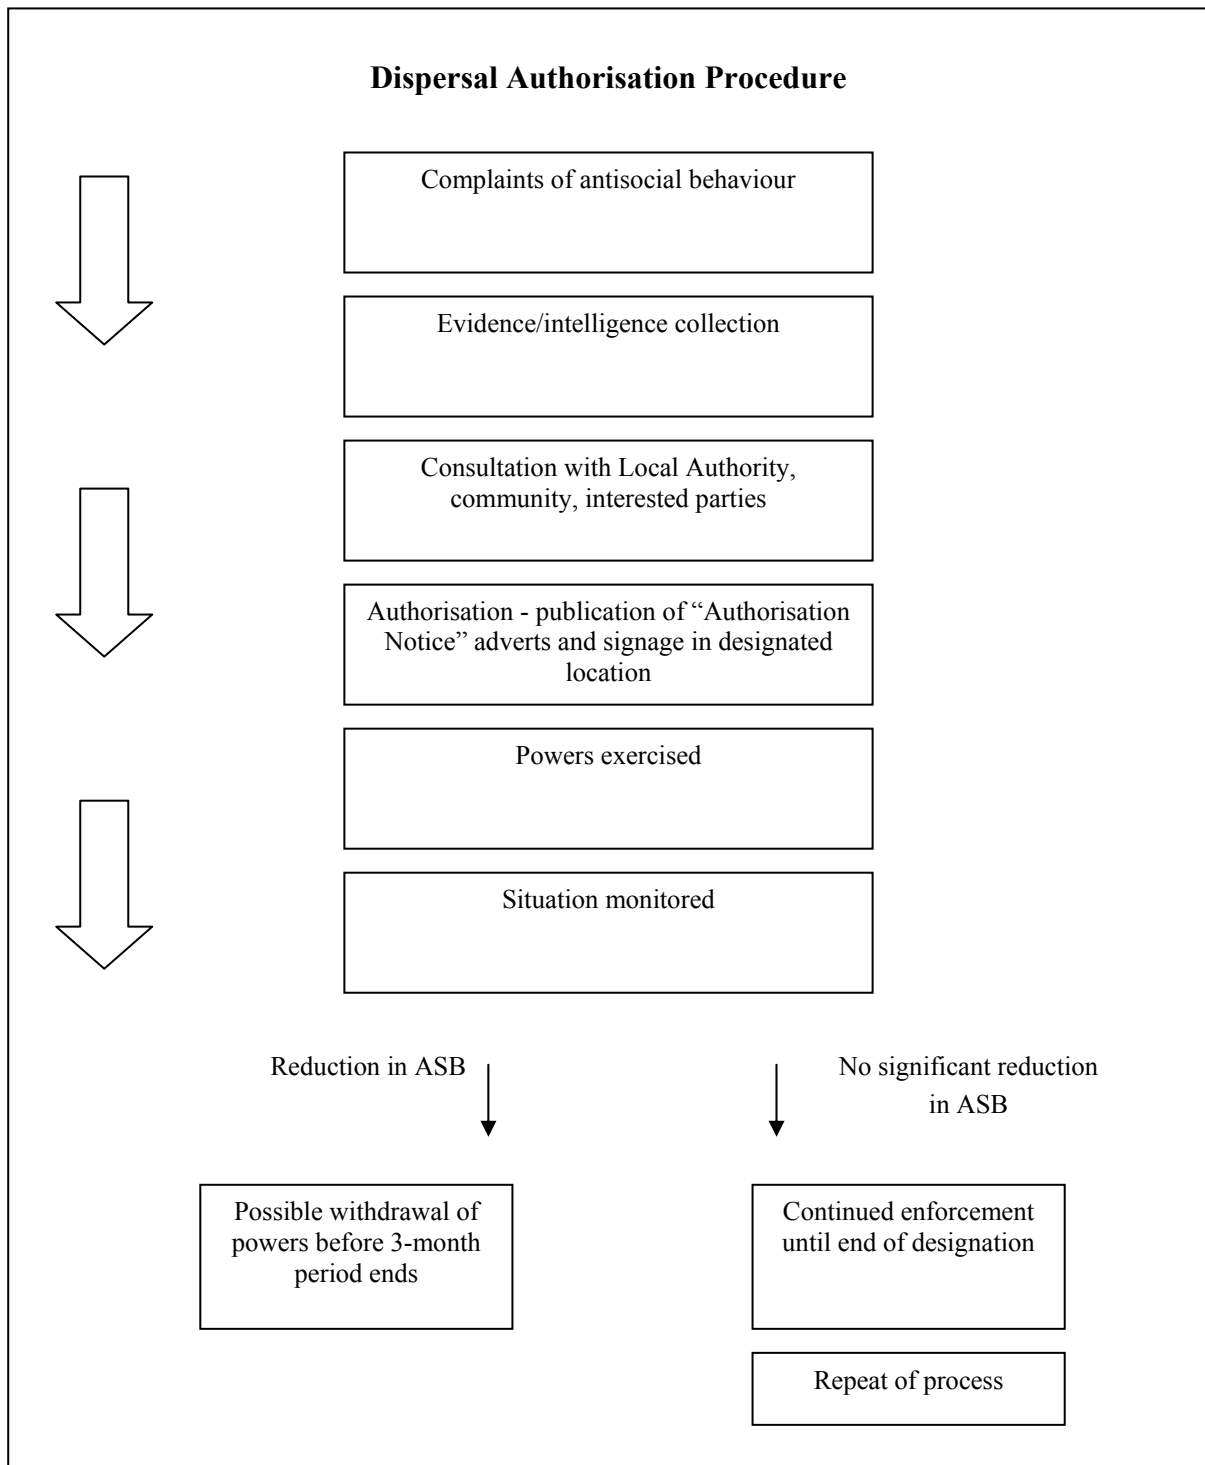 Dispersal Authorisation Procedure
Complaints of antisocial behaviour
Evidence/intelligence collection
Consultation with Local Authority,
community, interested parties
Authorisation - publication of “Authorisation
Notice” adverts and signage in designated
location
Powers exercised
Situation monitored
Reduction in ASB
No significant reduction
in ASB
Possible withdrawal of
powers before 3-month
period ends
Continued enforcement
until end of designation
Repeat of process